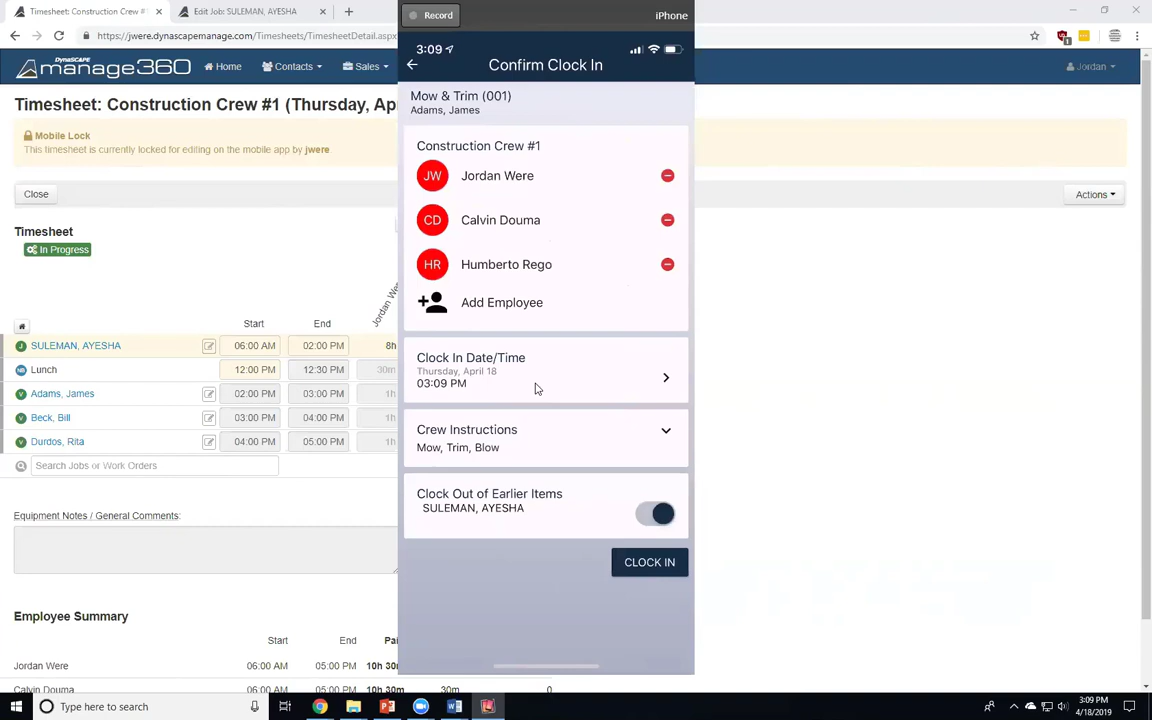 Timesheet: Construction Crew #1
Edit Job: SULEMAN, AYESHA
https://jwere.dynascapemanage.com/Timesheets/TimesheetDetail.aspx
DynaSCAPE
manage360
Home
Contacts
Sales
Jordan
Timesheet: Construction Crew #1 (Thursday, Ap
Mobile Lock
This timesheet is currently locked for editing on the mobile app by jwere.
Close
Actions
Timesheet
In Progress
Jordan We
Start End
J SULEMAN, AYESHA 06:00 AM 02:00 PM 8h
NB Lunch 12:00 PM 12:30 PM 30m
V Adams, James 02:00 PM 03:00 PM 1h
V Beck, Bill 03:00 PM 04:00 PM 1h
V Durdos, Rita 04:00 PM 05:00 PM 1h
Search Jobs or Work Orders
Equipment Notes / General Comments:
Employee Summary
Start End Pai
Jordan Were 06:00 AM 05:00 PM 10h 30m
Calvin Douma 06:00 AM 05:00 PM 10h 30m 30m 0
Record
iPhone
3:09
Confirm Clock In
Mow & Trim (001)
Adams, James
Construction Crew #1
JW Jordan Were
CD Calvin Douma
HR Humberto Rego
Add Employee
Clock In Date/Time
Thursday, April 18
03:09 PM
Crew Instructions
Mow, Trim, Blow
Clock Out of Earlier Items
SULEMAN, AYESHA
CLOCK IN
Type here to search
3:09 PM
4/18/2019